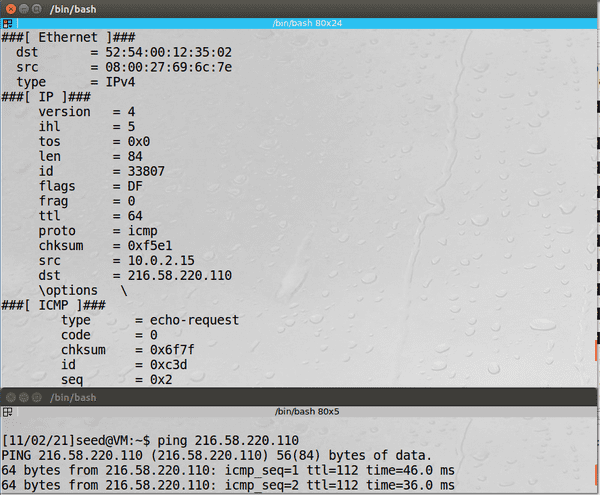 /bin/bash
/bin/bash 80x24
###[ Ethernet ]###
dst = 52:54:00:12:35:02
src = 08:00:27:69:6c:7e
type = IPv4
###[ IP ]###
version = 4
ihl = 5
tos = 0x0
len = 84
id = 33807
flags = DF
frag = 0
ttl = 64
proto = icmp
chksum = 0xf5e1
src = 10.0.2.15
dst = 216.58.220.110
\options \
###[ ICMP ]###
type = echo-request
code = 0
chksum = 0x6f7f
id = 0xc3d
seq = 0x2
/bin/bash
/bin/bash 80x5
[11/02/21]seed@VM:~$ ping 216.58.220.110
PING 216.58.220.110 (216.58.220.110) 56(84) bytes of data.
64 bytes from 216.58.220.110: icmp_seq=1 ttl=112 time=46.0 ms
64 bytes from 216.58.220.110: icmp_seq=2 ttl=112 time=36.0 ms